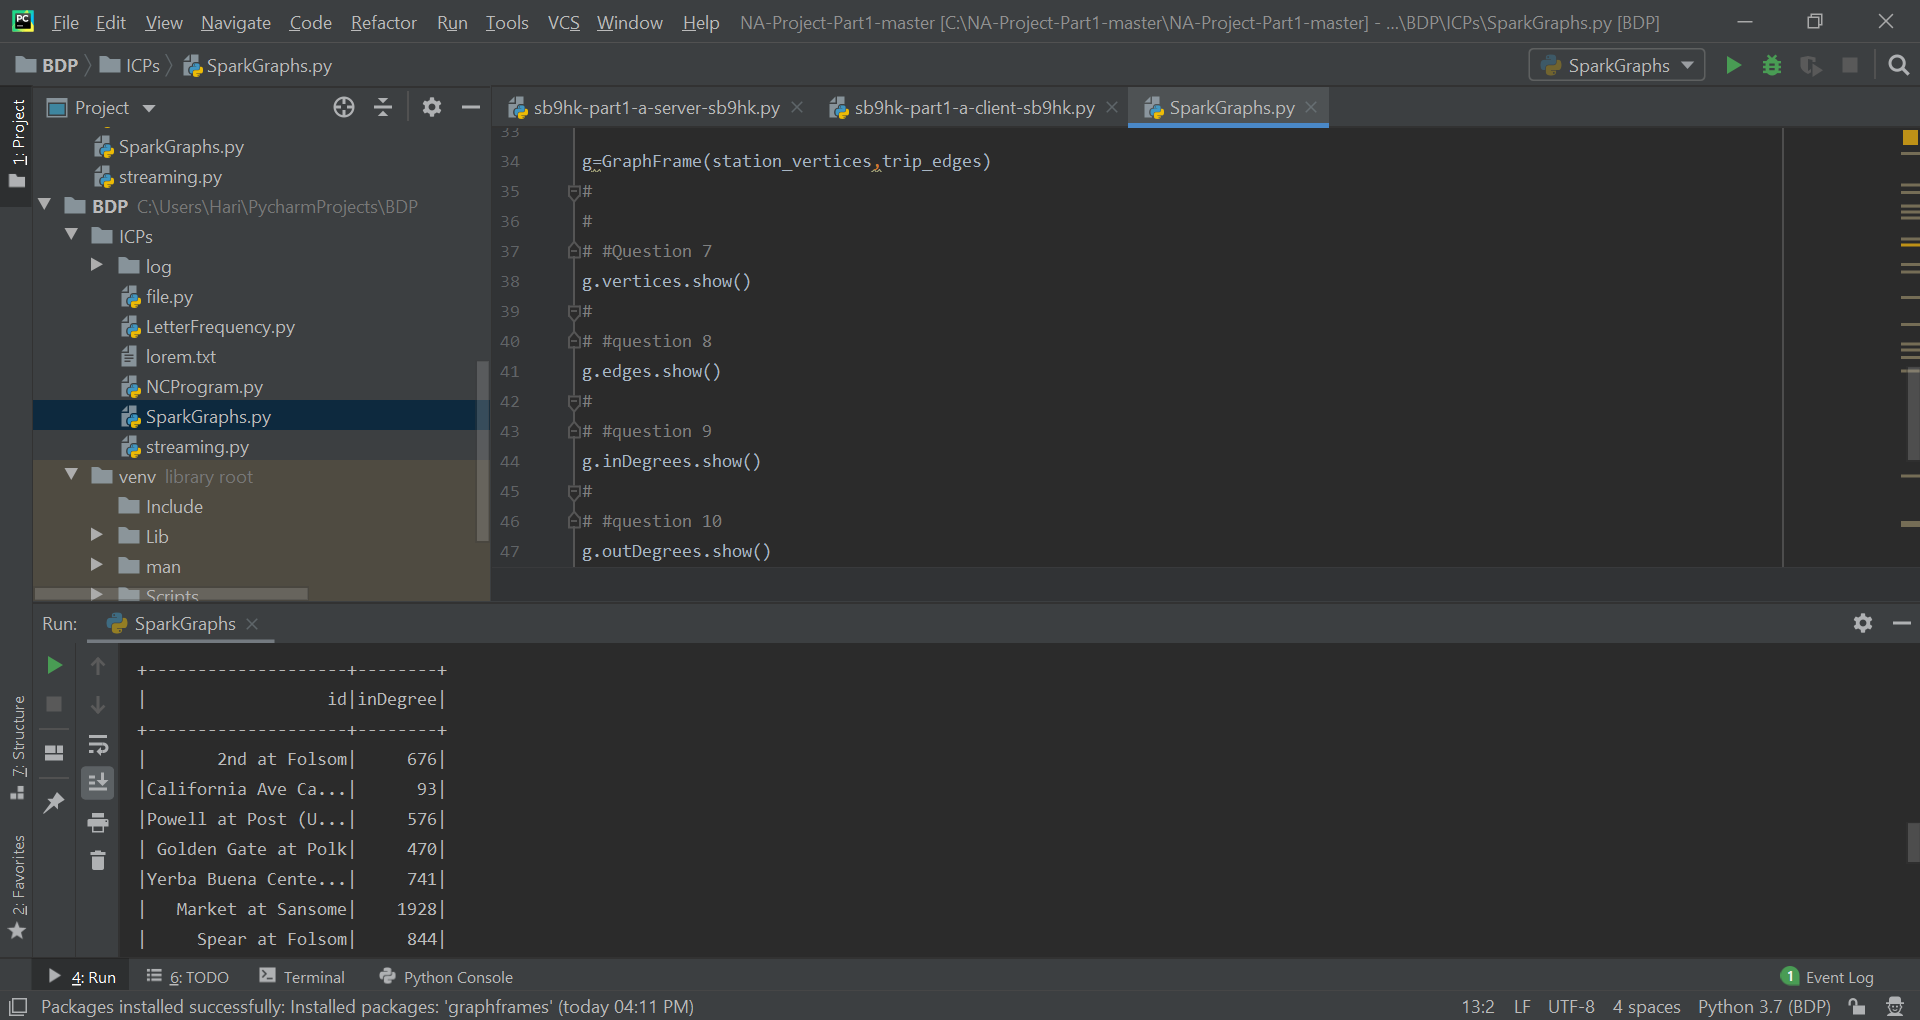 PC File Edit View Navigate Code Refactor Run Tools VCS Window Help NA-Project-Part1-master [C:\NA-Project-Part1-master\NA-Project-Part1-master] - ...\BDP\ICPs\SparkGraphs.py [BDP]
BDP ICPs SparkGraphs.py SparkGraphs
1: Project
Project
SparkGraphs.py
streaming.py
BDP C:\Users\Hari\PycharmProjects\BDP
ICPs
log
file.py
LetterFrequency.py
lorem.txt
NCProgram.py
SparkGraphs.py
streaming.py
venv library root
Include
Lib
man
Scripts
sb9hk-part1-a-server-sb9hk.py sb9hk-part1-a-client-sb9hk.py SparkGraphs.py
33
34 g=GraphFrame(station_vertices,trip_edges)
35 #
36 #
37 # #Question 7
38 g.vertices.show()
39 #
40 # #question 8
41 g.edges.show()
42 #
43 # #question 9
44 g.inDegrees.show()
45 #
46 # #question 10
47 g.outDegrees.show()
Run: SparkGraphs
7: Structure
2: Favorites
+--------------------+--------+
|                  id|inDegree|
+--------------------+--------+
|       2nd at Folsom|     676|
|California Ave Ca...|      93|
|Powell at Post (U...|     576|
| Golden Gate at Polk|     470|
|Yerba Buena Cente...|     741|
|   Market at Sansome|    1928|
|     Spear at Folsom|     844|
4: Run 6: TODO Terminal Python Console 1 Event Log
Packages installed successfully: Installed packages: 'graphframes' (today 04:11 PM) 13:2 LF UTF-8 4 spaces Python 3.7 (BDP)